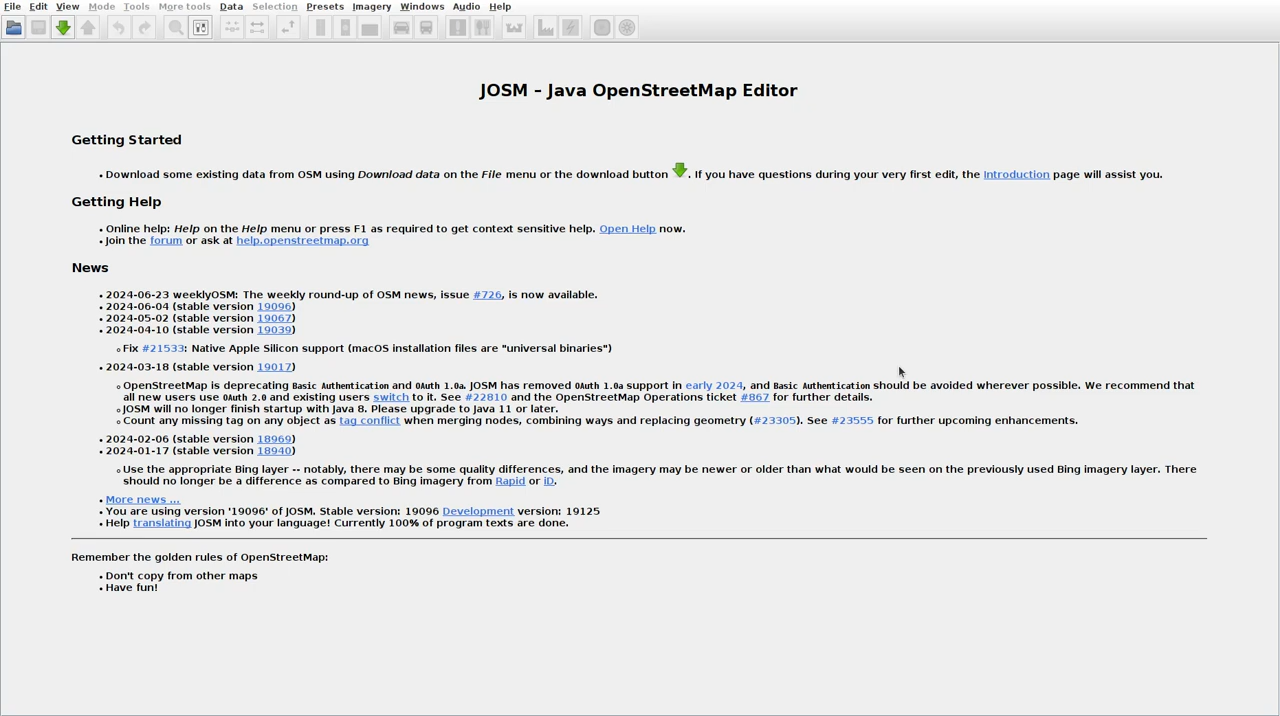 File Edit View Mode Tools More tools Data Selection Presets Imagery Windows Audio Help
JOSM – Java OpenStreetMap Editor
Getting Started
• Download some existing data from OSM using Download data on the File menu or the download button . If you have questions during your very first edit, the Introduction page will assist you.
Getting Help
• Online help: Help on the Help menu or press F1 as required to get context sensitive help. Open Help now.
• Join the forum or ask at help.openstreetmap.org
News
• 2024-06-23 weeklyOSM: The weekly round-up of OSM news, issue #726, is now available.
• 2024-06-04 (stable version 19096)
• 2024-05-02 (stable version 19067)
• 2024-04-10 (stable version 19039)
◦ Fix #21533: Native Apple Silicon support (macOS installation files are "universal binaries")
• 2024-03-18 (stable version 19017)
◦ OpenStreetMap is deprecating Basic Authentication and OAuth 1.0a. JOSM has removed OAuth 1.0a support in early 2024, and Basic Authentication should be avoided wherever possible. We recommend that
all new users use OAuth 2.0 and existing users switch to it. See #22810 and the OpenStreetMap Operations ticket #867 for further details.
◦ JOSM will no longer finish startup with Java 8. Please upgrade to Java 11 or later.
◦ Count any missing tag on any object as tag conflict when merging nodes, combining ways and replacing geometry (#23305). See #23555 for further upcoming enhancements.
• 2024-02-06 (stable version 18969)
• 2024-01-17 (stable version 18940)
◦ Use the appropriate Bing layer -- notably, there may be some quality differences, and the imagery may be newer or older than what would be seen on the previously used Bing imagery layer. There
should no longer be a difference as compared to Bing imagery from Rapid or iD.
• More news ...
• You are using version '19096' of JOSM. Stable version: 19096 Development version: 19125
• Help translating JOSM into your language! Currently 100% of program texts are done.
Remember the golden rules of OpenStreetMap:
• Don't copy from other maps
• Have fun!